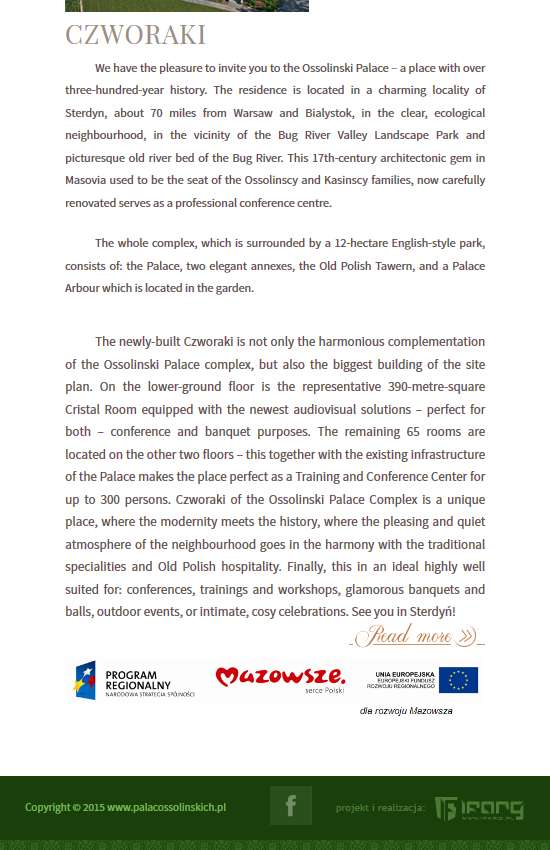 CZWORAKI
We have the pleasure to invite you to the Ossolinski Palace – a place with over
three-hundred-year history. The residence is located in a charming locality of
Sterdyn, about 70 miles from Warsaw and Bialystok, in the clear, ecological
neighbourhood, in the vicinity of the Bug River Valley Landscape Park and
picturesque old river bed of the Bug River. This 17th-century architectonic gem in
Masovia used to be the seat of the Ossolinscy and Kasinscy families, now carefully
renovated serves as a professional conference centre.
The whole complex, which is surrounded by a 12-hectare English-style park,
consists of: the Palace, two elegant annexes, the Old Polish Tawern, and a Palace
Arbour which is located in the garden.
The newly-built Czworaki is not only the harmonious complementation
of the Ossolinski Palace complex, but also the biggest building of the site
plan. On the lower-ground floor is the representative 390-metre-square
Cristal Room equipped with the newest audiovisual solutions – perfect for
both – conference and banquet purposes. The remaining 65 rooms are
located on the other two floors – this together with the existing infrastructure
of the Palace makes the place perfect as a Training and Conference Center for
up to 300 persons. Czworaki of the Ossolinski Palace Complex is a unique
place, where the modernity meets the history, where the pleasing and quiet
atmosphere of the neighbourhood goes in the harmony with the traditional
specialities and Old Polish hospitality. Finally, this in an ideal highly well
suited for: conferences, trainings and workshops, glamorous banquets and
balls, outdoor events, or intimate, cosy celebrations. See you in Sterdyń!
Read more
PROGRAM
REGIONALNY
NARODOWA STRATEGIA SPÓJNOŚCI
mazowsze.
serce Polski
UNIA EUROPEJSKA
EUROPEJSKI FUNDUSZ
ROZWOJU REGIONALNEGO
dla rozwoju Mazowsza
Copyright © 2015 www.palacossolinskich.pl
f
projekt i realizacja: